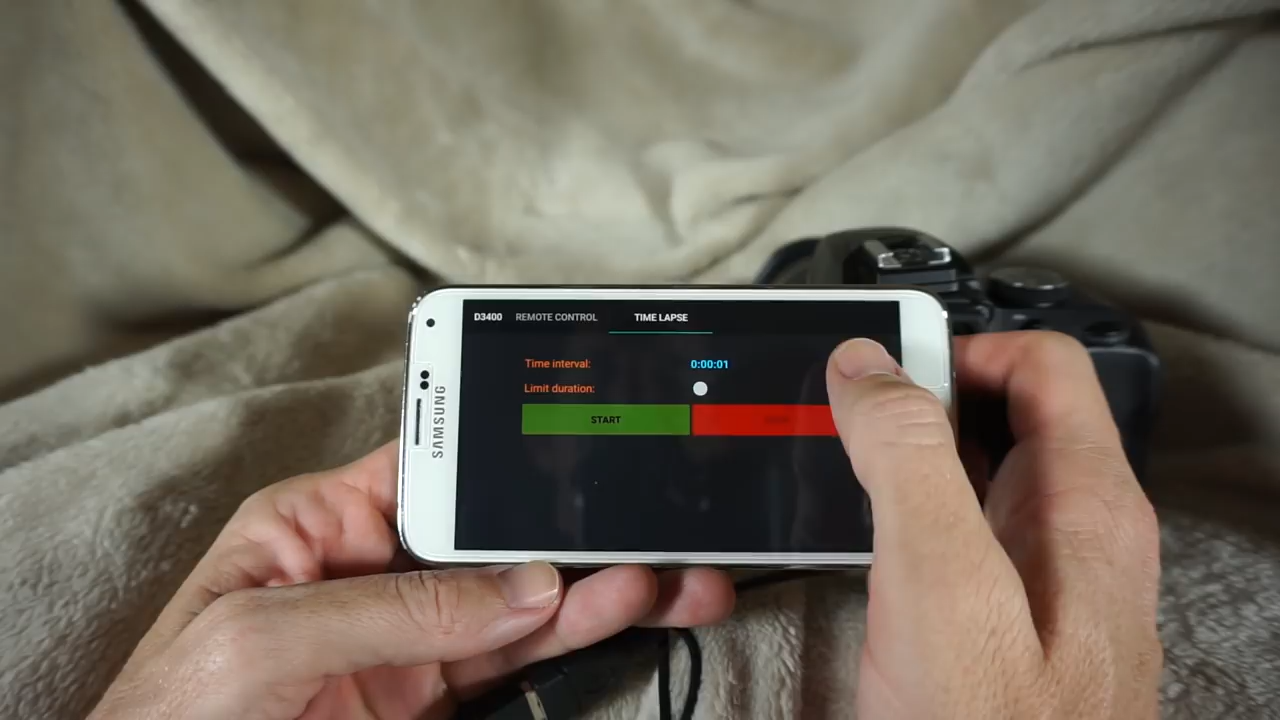 D3400 REMOTE CONTROL TIME LAPSE
Time interval: 0:00:01
Limit duration:
START
SAMSUNG